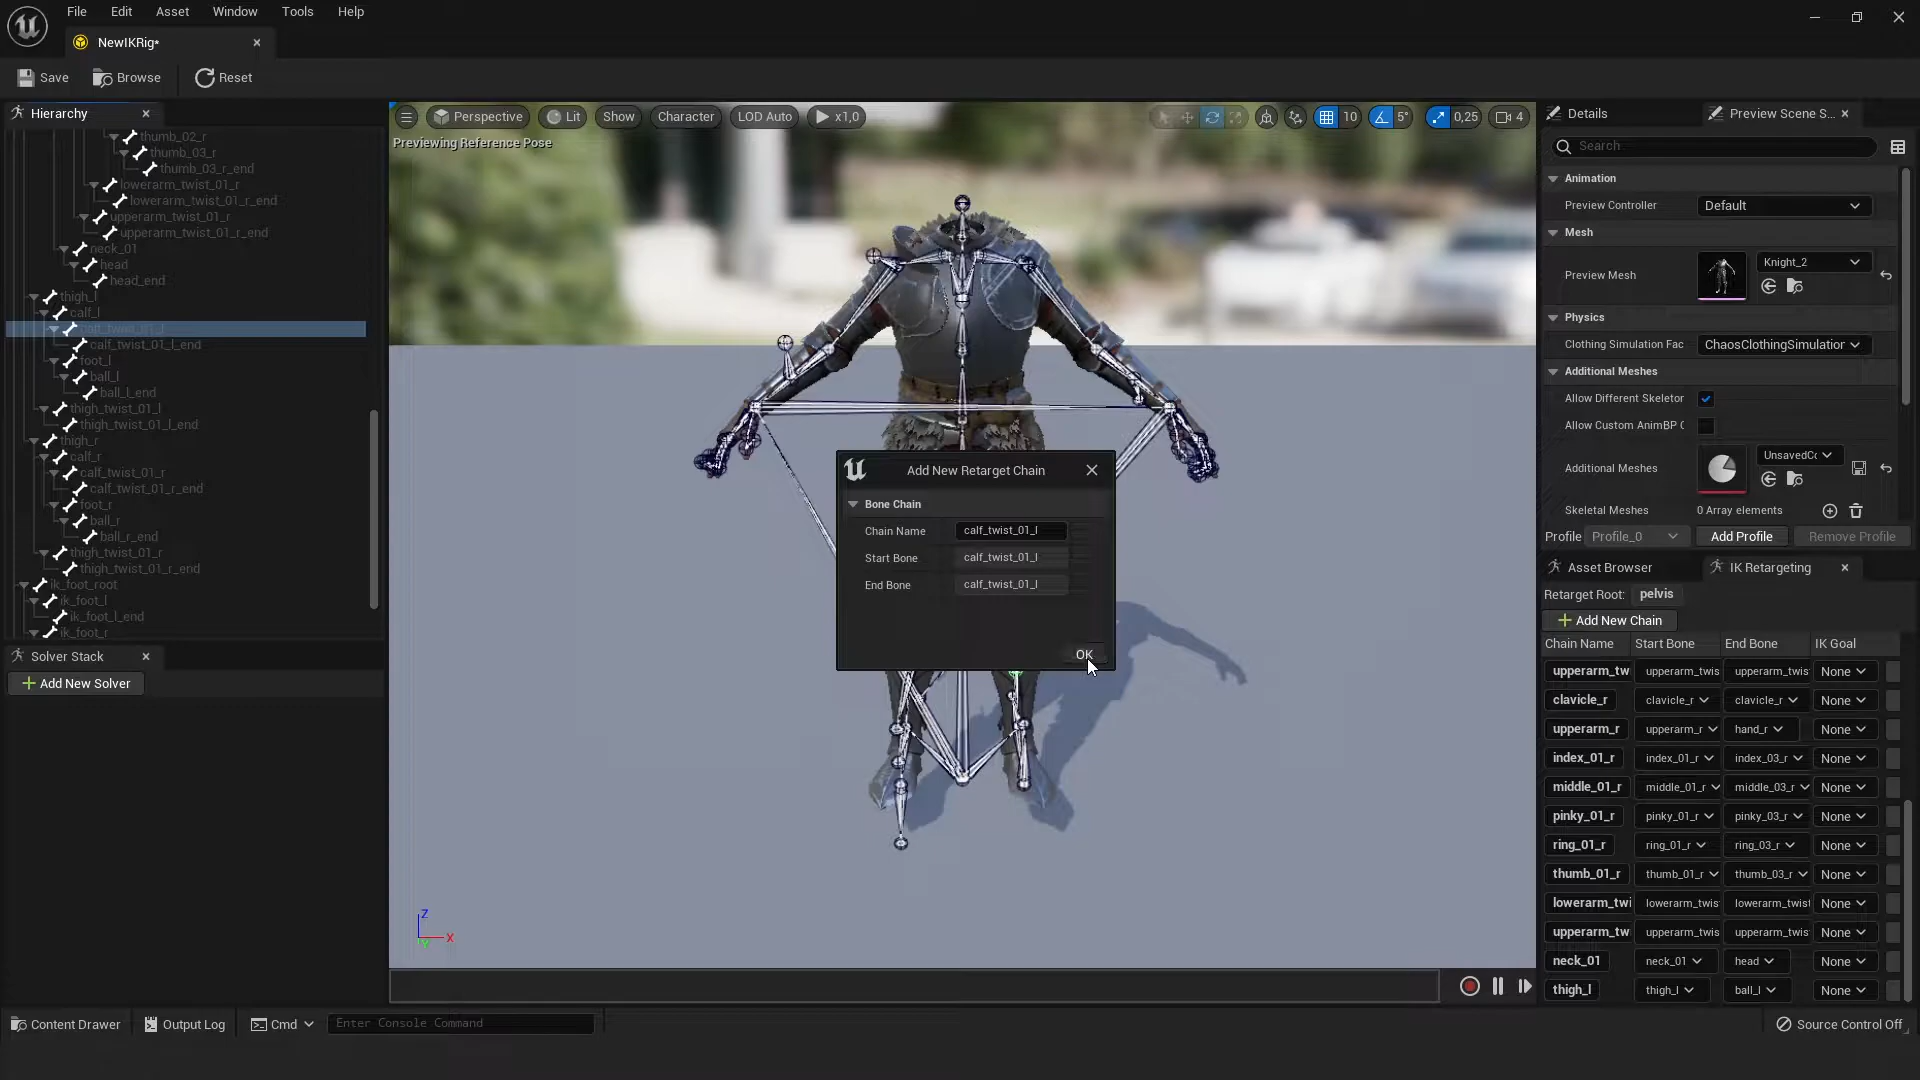 File Edit Asset Window Tools Help
NewIKRig*
Save Browse Reset
Hierarchy
thumb_02_r
thumb_03_r
thumb_03_r_end
lowerarm_twist_01_r
lowerarm_twist_01_r_end
upperarm_twist_01_r
upperarm_twist_01_r_end
neck_01
head
head_end
thigh_l
calf_l
calf_twist_01_l
calf_twist_01_l_end
foot_l
ball_l
ball_l_end
thigh_twist_01_l
thigh_twist_01_l_end
thigh_r
calf_r
calf_twist_01_r
calf_twist_01_r_end
foot_r
ball_r
ball_r_end
thigh_twist_01_r
thigh_twist_01_r_end
ik_foot_root
ik_foot_l
ik_foot_l_end
ik_foot_r
Solver Stack
Add New Solver
Perspective Lit Show Character LOD Auto x1,0 10 5° 0,25 4
Previewing Reference Pose
Add New Retarget Chain
Bone Chain
Chain Name calf_twist_01_l
Start Bone calf_twist_01_l
End Bone calf_twist_01_l
OK
Z
X
Y
Details Preview Scene S...
Search
Animation
Preview Controller Default
Mesh
Preview Mesh Knight_2
Physics
Clothing Simulation Fac ChaosClothingSimulation
Additional Meshes
Allow Different Skeletor
Allow Custom AnimBP C
Additional Meshes UnsavedCo
Skeletal Meshes 0 Array elements
Profile Profile_0 Add Profile Remove Profile
Asset Browser IK Retargeting
Retarget Root: pelvis
Add New Chain
Chain Name Start Bone End Bone IK Goal
upperarm_tw upperarm_twis upperarm_twis None
clavicle_r clavicle_r clavicle_r None
upperarm_r upperarm_r hand_r None
index_01_r index_01_r index_03_r None
middle_01_r middle_01_r middle_03_r None
pinky_01_r pinky_01_r pinky_03_r None
ring_01_r ring_01_r ring_03_r None
thumb_01_r thumb_01_r thumb_03_r None
lowerarm_twi lowerarm_twist lowerarm_twist None
upperarm_tw upperarm_twis upperarm_twis None
neck_01 neck_01 head None
thigh_l thigh_l ball_l None
Content Drawer Output Log Cmd Enter Console Command Source Control Off